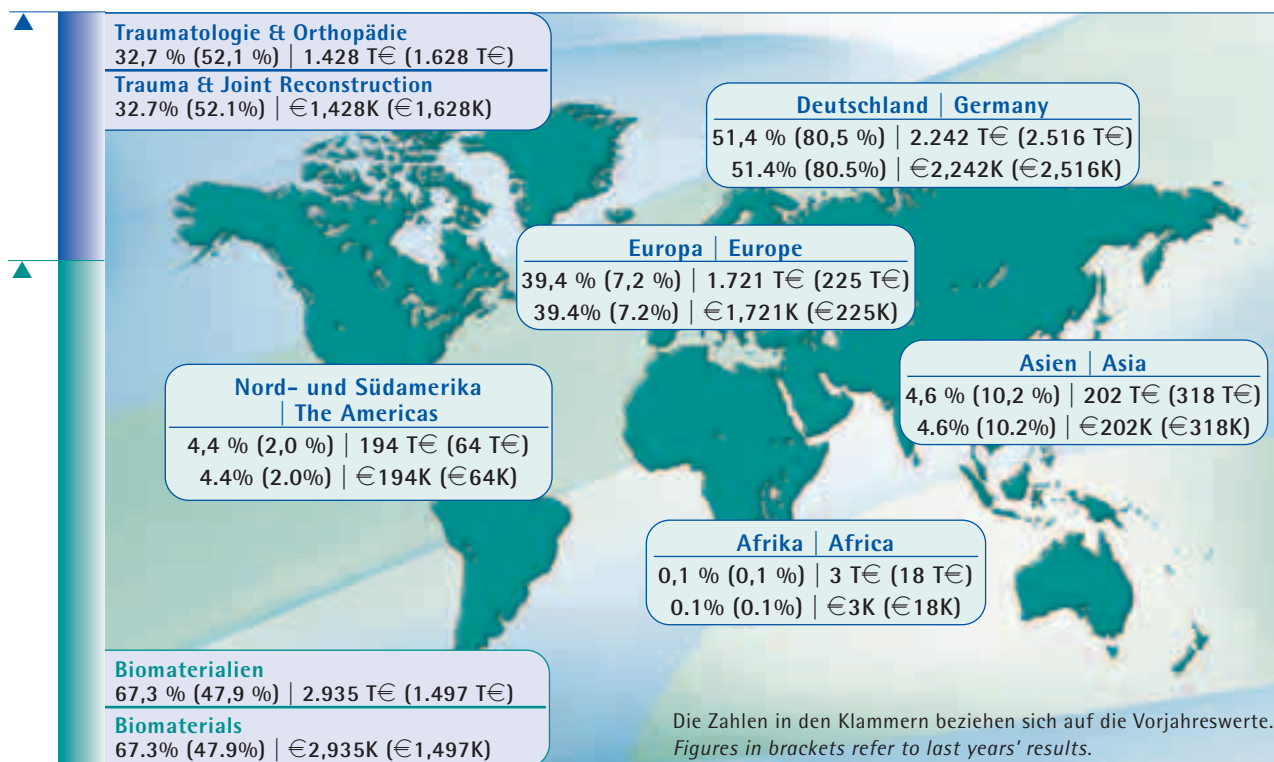 Traumatologie & Orthopädie
32,7 % (52,1 %) | 1.428 T€ (1.628 T€)
Trauma & Joint Reconstruction
32.7% (52.1%) | €1,428K (€1,628K)
Deutschland | Germany
51,4 % (80,5 %) | 2.242 T€ (2.516 T€)
51.4% (80.5%) | €2,242K (€2,516K)
Europa | Europe
39,4 % (7,2 %) | 1.721 T€ (225 T€)
39.4% (7.2%) | €1,721K (€225K)
Asien | Asia
4,6 % (10,2 %) | 202 T€ (318 T€)
4.6% (10.2%) | €202K (€318K)
Nord- und Südamerika
| The Americas
4,4 % (2,0 %) | 194 T€ (64 T€)
4.4% (2.0%) | €194K (€64K)
Afrika | Africa
0,1 % (0,1 %) | 3 T€ (18 T€)
0.1% (0.1%) | €3K (€18K)
Biomaterialien
67,3 % (47,9 %) | 2.935 T€ (1.497 T€)
Biomaterials
67.3% (47.9%) | €2,935K (€1,497K)
Die Zahlen in den Klammern beziehen sich auf die Vorjahreswerte.
Figures in brackets refer to last years' results.